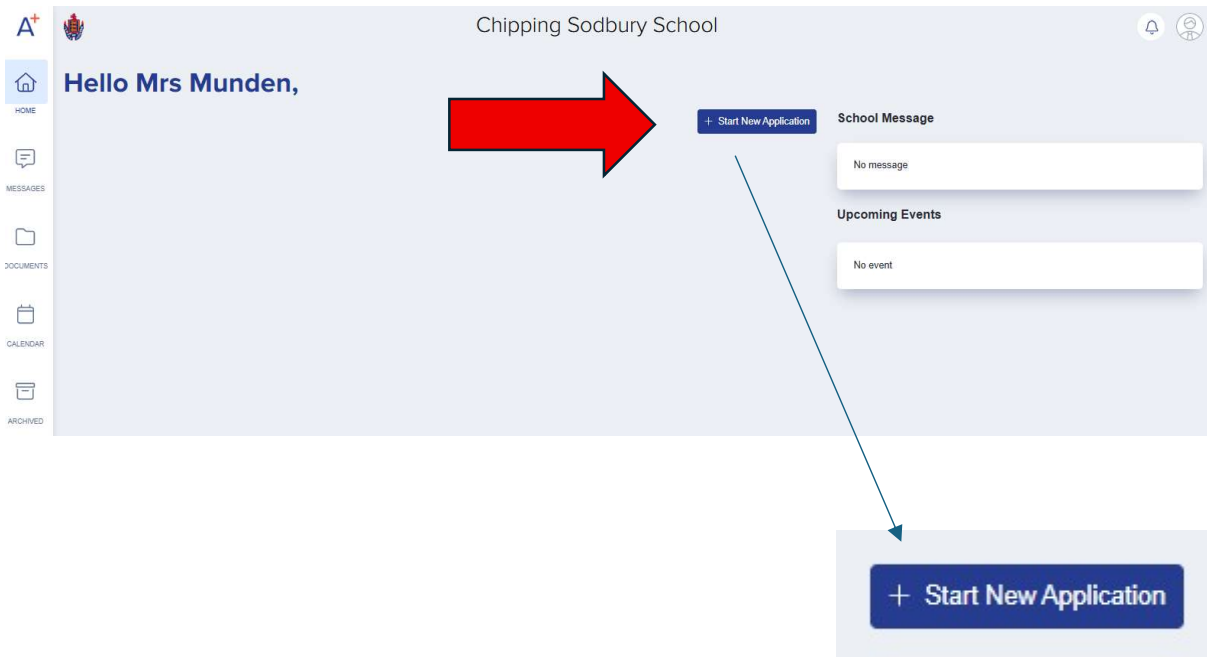 A+
Chipping Sodbury School
Hello Mrs Munden,
HOME
MESSAGES
DOCUMENTS
CALENDAR
ARCHIVED
+ Start New Application
School Message
No message
Upcoming Events
No event
+ Start New Application